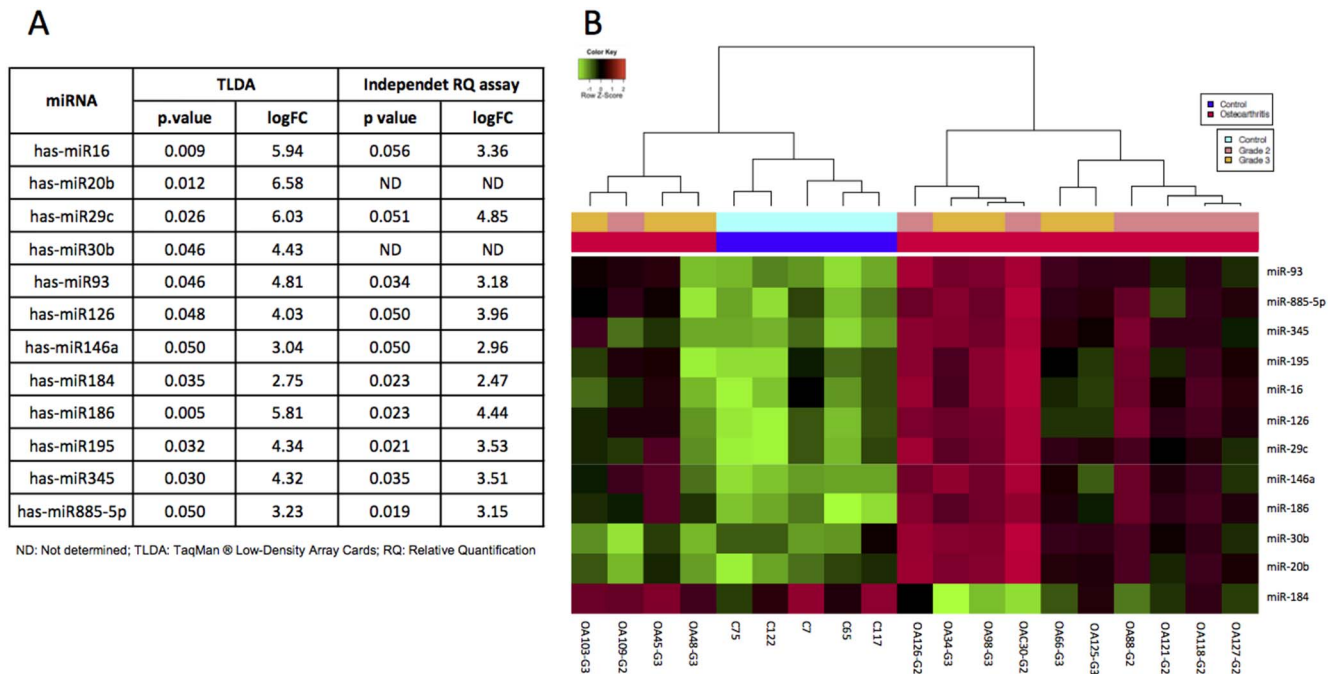 A
miRNA TLDA Independet RQ assay
p.value logFC p value logFC
has-miR16 0.009 5.94 0.056 3.36
has-miR20b 0.012 6.58 ND ND
has-miR29c 0.026 6.03 0.051 4.85
has-miR30b 0.046 4.43 ND ND
has-miR93 0.046 4.81 0.034 3.18
has-miR126 0.048 4.03 0.050 3.96
has-miR146a 0.050 3.04 0.050 2.96
has-miR184 0.035 2.75 0.023 2.47
has-miR186 0.005 5.81 0.023 4.44
has-miR195 0.032 4.34 0.021 3.53
has-miR345 0.030 4.32 0.035 3.51
has-miR885-5p 0.050 3.23 0.019 3.15
ND: Not determined; TLDA: TaqMan ® Low-Density Array Cards; RQ: Relative Quantification
B
Color Key
-1 0 1 2
Row Z-Score
Control
Osteoarthritis
Control
Grade 2
Grade 3
miR-93
miR-885-5p
miR-345
miR-195
miR-16
miR-126
miR-29c
miR-146a
miR-186
miR-30b
miR-20b
miR-184
OA103-G3
OA109-G2
OA45-G3
OA48-G3
C75
C122
C7
C65
C117
OA126-G2
OA34-G3
OA98-G3
OAC30-G2
OA66-G3
OA125-G3
OA88-G2
OA121-G2
OA118-G2
OA127-G2